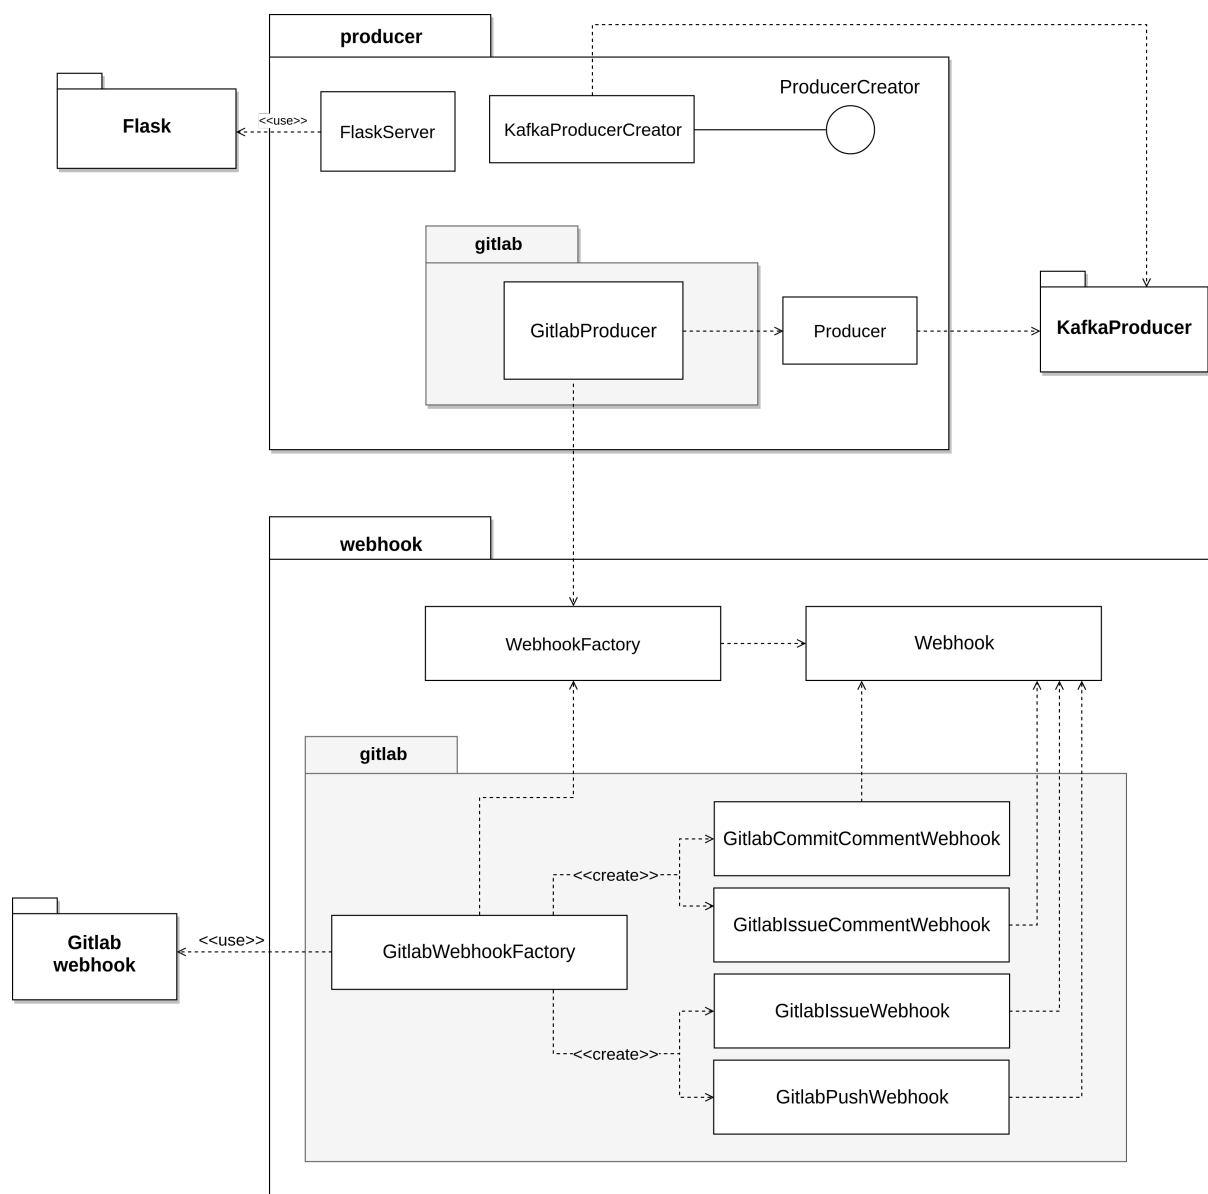 producer
ProducerCreator
Flask
<<use>>
FlaskServer
KafkaProducerCreator
gitlab
GitlabProducer
Producer
KafkaProducer
webhook
WebhookFactory
Webhook
gitlab
GitlabCommitCommentWebhook
<<create>>
GitlabIssueCommentWebhook
Gitlab
webhook
<<use>>
GitlabWebhookFactory
GitlabIssueWebhook
<<create>>
GitlabPushWebhook